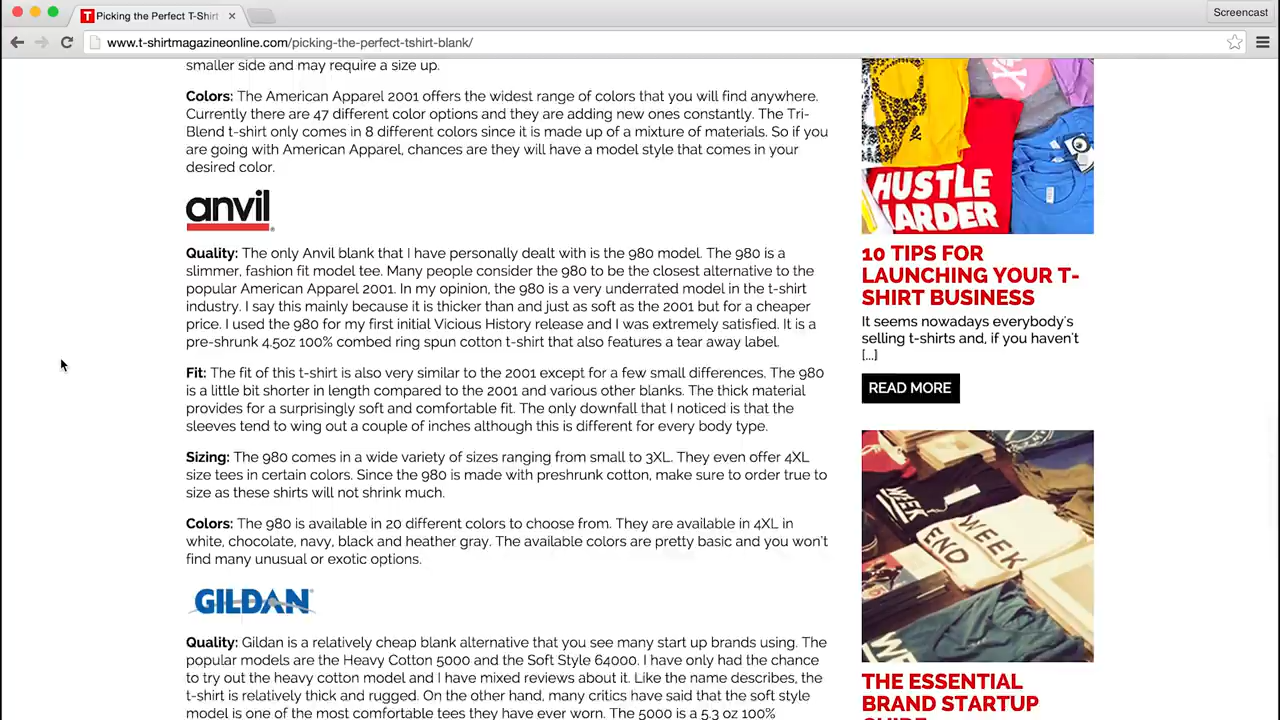 Picking the Perfect T-Shirt
Screencast
www.t-shirtmagazineonline.com/picking-the-perfect-tshirt-blank/
smaller side and may require a size up.
Colors: The American Apparel 2001 offers the widest range of colors that you will find anywhere.
Currently there are 47 different color options and they are adding new ones constantly. The Tri-
Blend t-shirt only comes in 8 different colors since it is made up of a mixture of materials. So if you
are going with American Apparel, chances are they will have a model style that comes in your
desired color.
anvil
Quality: The only Anvil blank that I have personally dealt with is the 980 model. The 980 is a
slimmer, fashion fit model tee. Many people consider the 980 to be the closest alternative to the
popular American Apparel 2001. In my opinion, the 980 is a very underrated model in the t-shirt
industry. I say this mainly because it is thicker than and just as soft as the 2001 but for a cheaper
price. I used the 980 for my first initial Vicious History release and I was extremely satisfied. It is a
pre-shrunk 4.5oz 100% combed ring spun cotton t-shirt that also features a tear away label.
Fit: The fit of this t-shirt is also very similar to the 2001 except for a few small differences. The 980
is a little bit shorter in length compared to the 2001 and various other blanks. The thick material
provides for a surprisingly soft and comfortable fit. The only downfall that I noticed is that the
sleeves tend to wing out a couple of inches although this is different for every body type.
Sizing: The 980 comes in a wide variety of sizes ranging from small to 3XL. They even offer 4XL
size tees in certain colors. Since the 980 is made with preshrunk cotton, make sure to order true to
size as these shirts will not shrink much.
Colors: The 980 is available in 20 different colors to choose from. They are available in 4XL in
white, chocolate, navy, black and heather gray. The available colors are pretty basic and you won't
find many unusual or exotic options.
GILDAN
Quality: Gildan is a relatively cheap blank alternative that you see many start up brands using. The
popular models are the Heavy Cotton 5000 and the Soft Style 64000. I have only had the chance
to try out the heavy cotton model and I have mixed reviews about it. Like the name describes, the
t-shirt is relatively thick and rugged. On the other hand, many critics have said that the soft style
model is one of the most comfortable tees they have ever worn. The 5000 is a 5.3 oz 100%
HUSTLE
HARDER
10 TIPS FOR
LAUNCHING YOUR T-
SHIRT BUSINESS
It seems nowadays everybody's
selling t-shirts and, if you haven't
[...]
READ MORE
WEEK
END
WEEK
THE ESSENTIAL
BRAND STARTUP
GUIDE